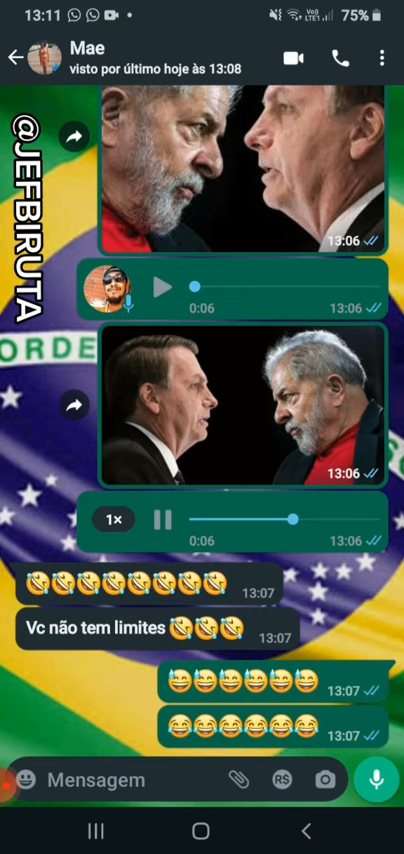 13:11
Vo))
LTE1
75%
Mae
visto por último hoje às 13:08
@JEFBIRUTA
13:06
0:06
13:06
ORDE
13:06
1×
0:06
13:06
13:07
Vc não tem limites
13:07
13:07
13:07
Mensagem
R$